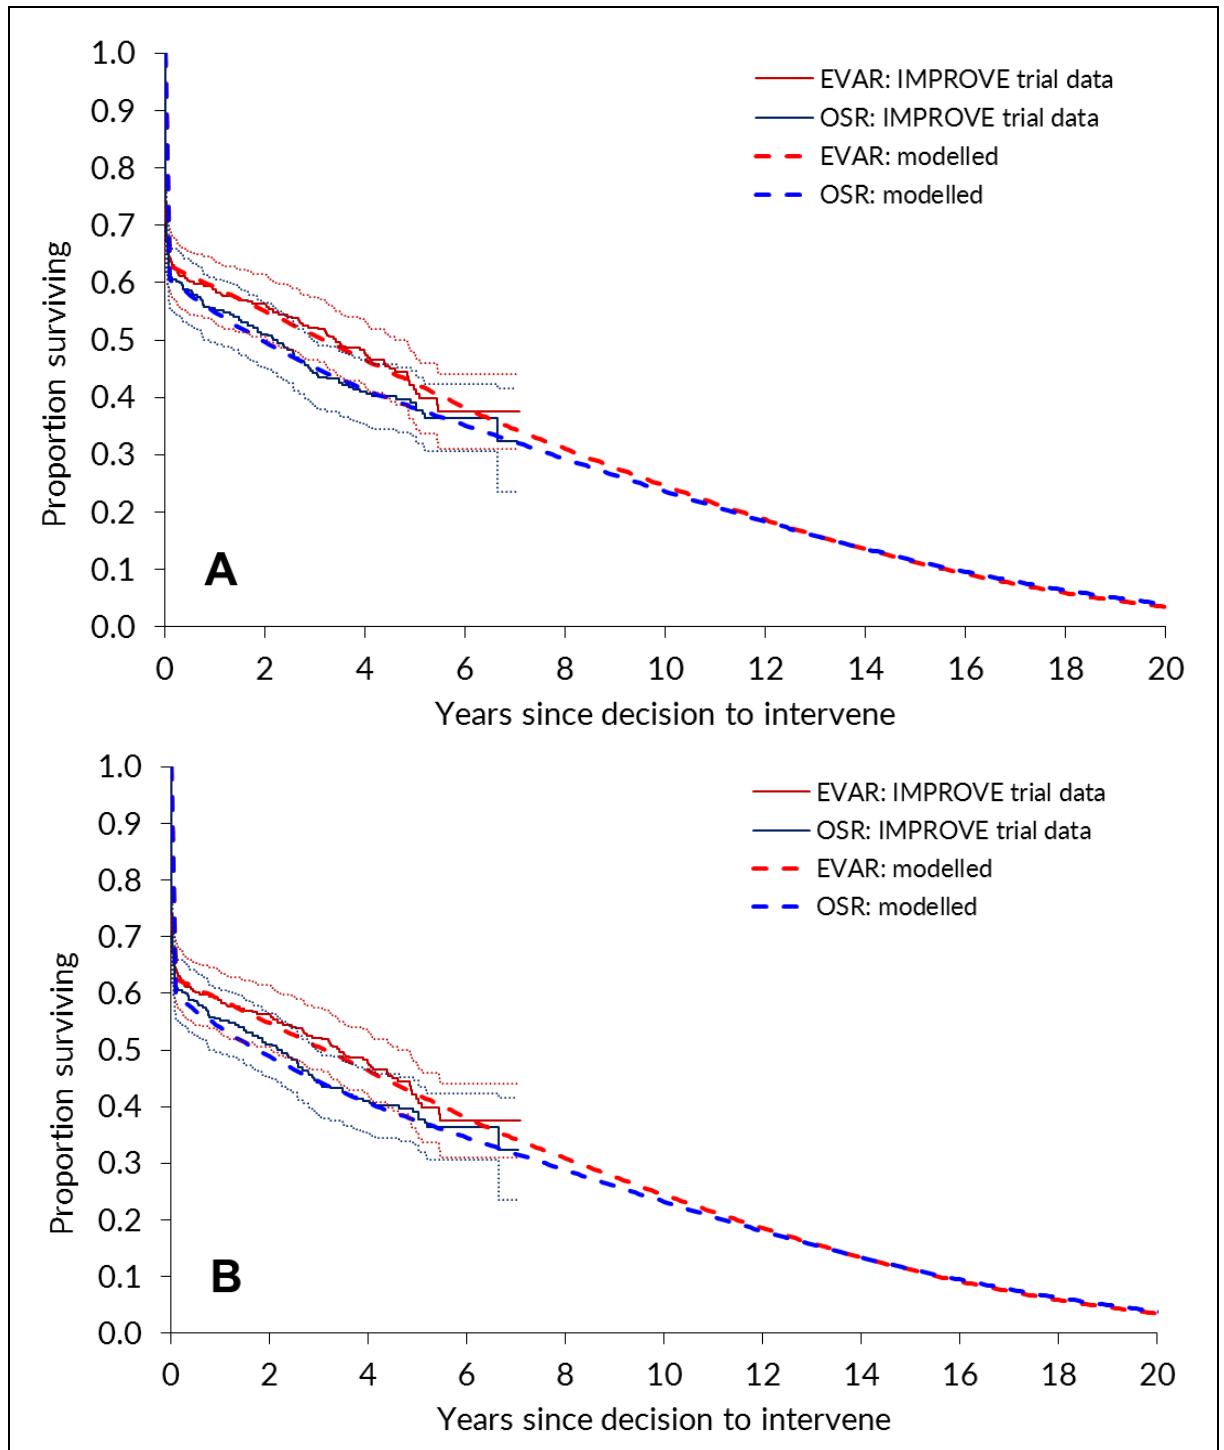 1.0
0.9
0.8
0.7
0.6
0.5
0.4
0.3
0.2
0.1
0.0
Proportion surviving
EVAR: IMPROVE trial data
OSR: IMPROVE trial data
EVAR: modelled
OSR: modelled
A
0 2 4 6 8 10 12 14 16 18 20
Years since decision to intervene
1.0
0.9
0.8
0.7
0.6
0.5
0.4
0.3
0.2
0.1
0.0
Proportion surviving
EVAR: IMPROVE trial data
OSR: IMPROVE trial data
EVAR: modelled
OSR: modelled
B
0 2 4 6 8 10 12 14 16 18 20
Years since decision to intervene